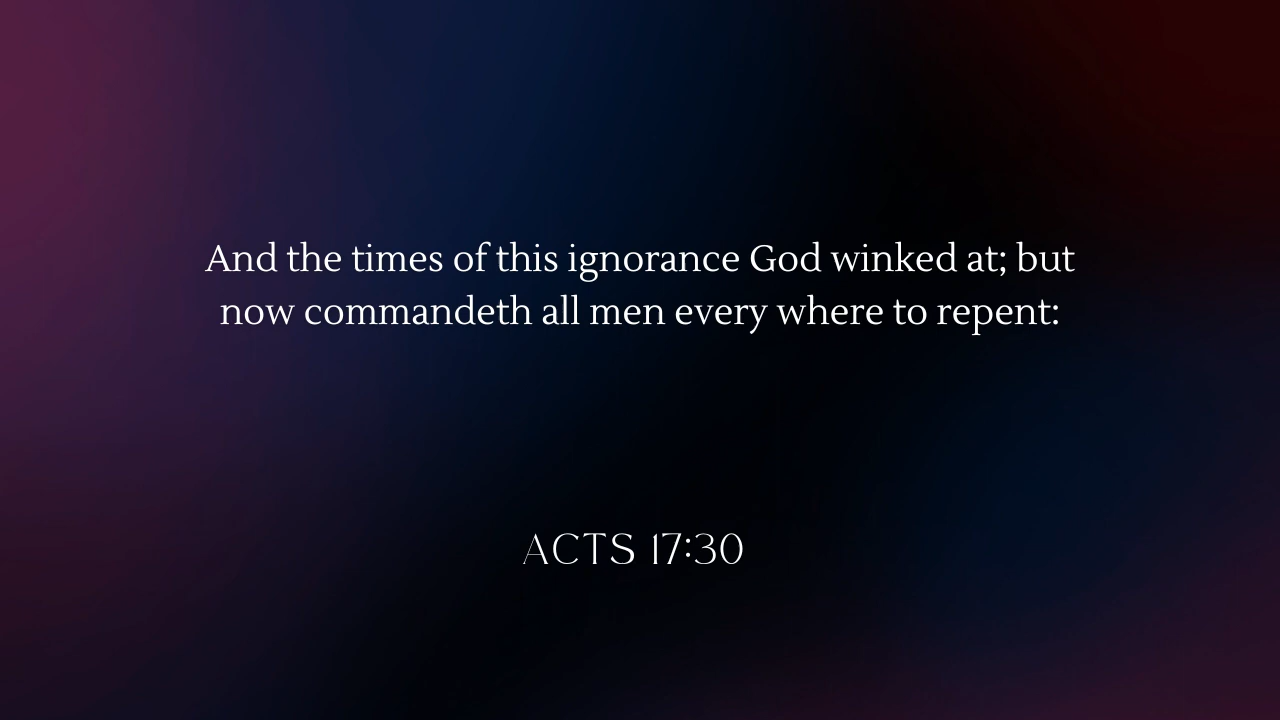 And the times of this ignorance God winked at; but
now commandeth all men every where to repent:
ACTS 17:30